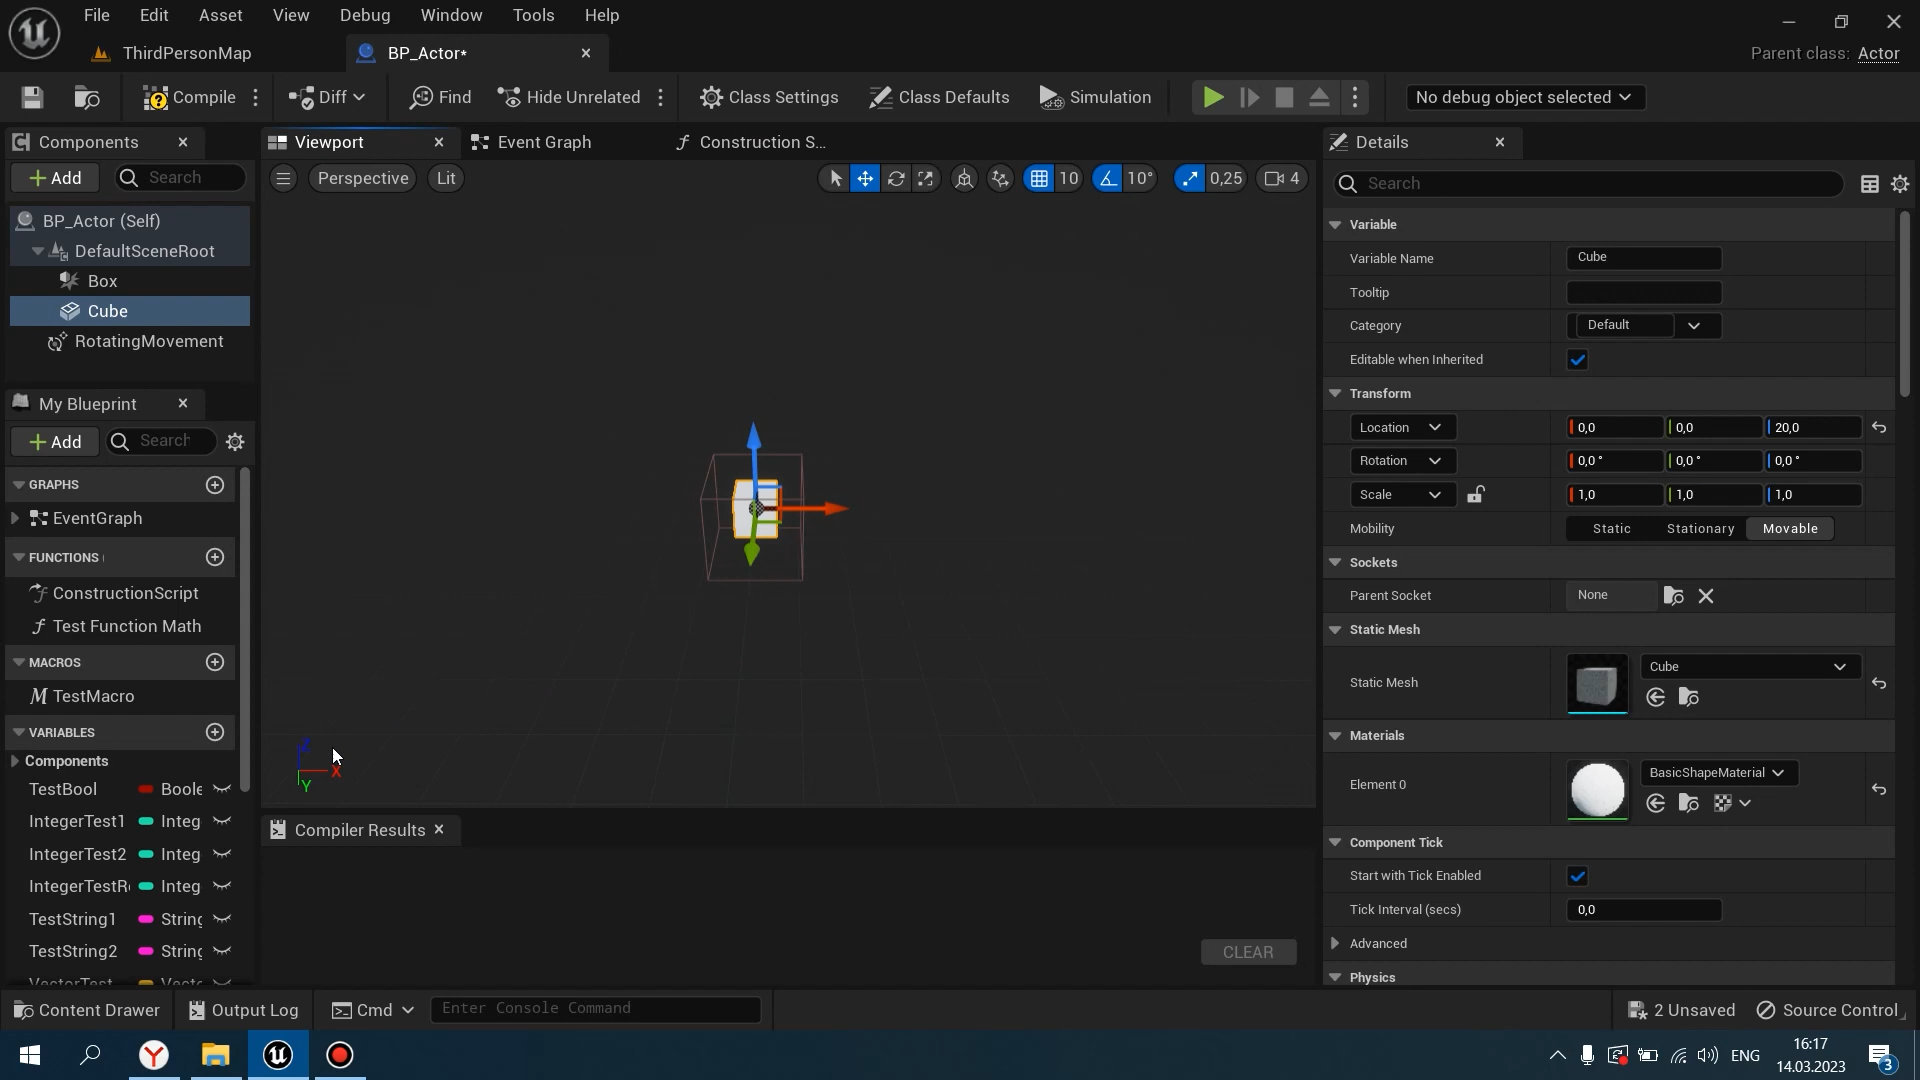 File Edit Asset View Debug Window Tools Help
ThirdPersonMap BP_Actor* Parent class: Actor
Compile Diff Find Hide Unrelated Class Settings Class Defaults Simulation No debug object selected
Components Viewport Event Graph Construction S... Details
Add Search Perspective Lit 10 10° 0,25 4 Search
BP_Actor (Self)
DefaultSceneRoot
Box
Cube
RotatingMovement
My Blueprint
Add Search
GRAPHS
EventGraph
FUNCTIONS
ConstructionScript
Test Function Math
MACROS
TestMacro
VARIABLES
Components
TestBool Boole
IntegerTest1 Integ
IntegerTest2 Integ
IntegerTestR Integ
TestString1 String
TestString2 String
VectorTest Vecto
Z
X
Y
Compiler Results
CLEAR
Variable
Variable Name Cube
Tooltip
Category Default
Editable when Inherited
Transform
Location 0,0 0,0 20,0
Rotation 0,0 ° 0,0 ° 0,0 °
Scale 1,0 1,0 1,0
Mobility Static Stationary Movable
Sockets
Parent Socket None
Static Mesh
Static Mesh Cube
Materials
Element 0 BasicShapeMaterial
Component Tick
Start with Tick Enabled
Tick Interval (secs) 0,0
Advanced
Physics
Content Drawer Output Log Cmd Enter Console Command 2 Unsaved Source Control
ENG 16:17
14.03.2023 3